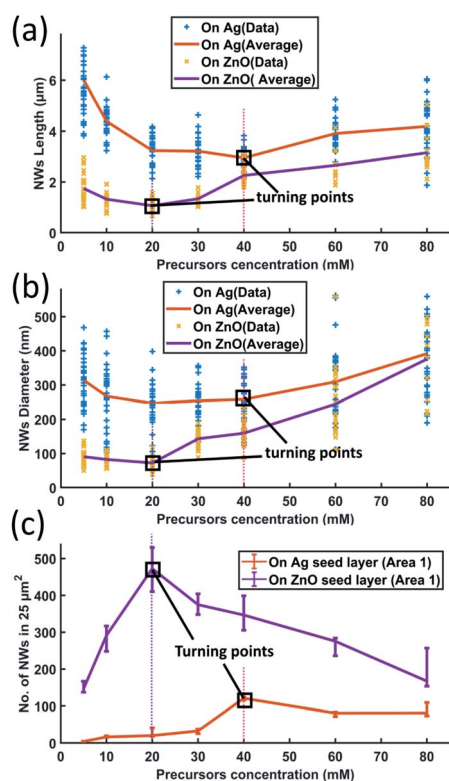 (a)
On Ag(Data)
On Ag(Average)
On ZnO(Data)
On ZnO( Average)
NWs Length (μm)
6
4
2
0
turning points
0 10 20 30 40 50 60 70 80
Precursors cencentration (mM)
(b)
On Ag(Data)
On Ag(Average)
On ZnO(Data)
On ZnO(Average)
NWs Diameter (nm)
500
400
300
200
100
0
turning points
0 10 20 30 40 50 60 70 80
Precursors cencentration (mM)
(c)
On Ag seed layer (Area 1)
On ZnO seed layer (Area 1)
No. of NWs in 25 μm²
500
400
300
200
100
0
Turning points
0 10 20 30 40 50 60 70 80
Precursors cencentration (mM)